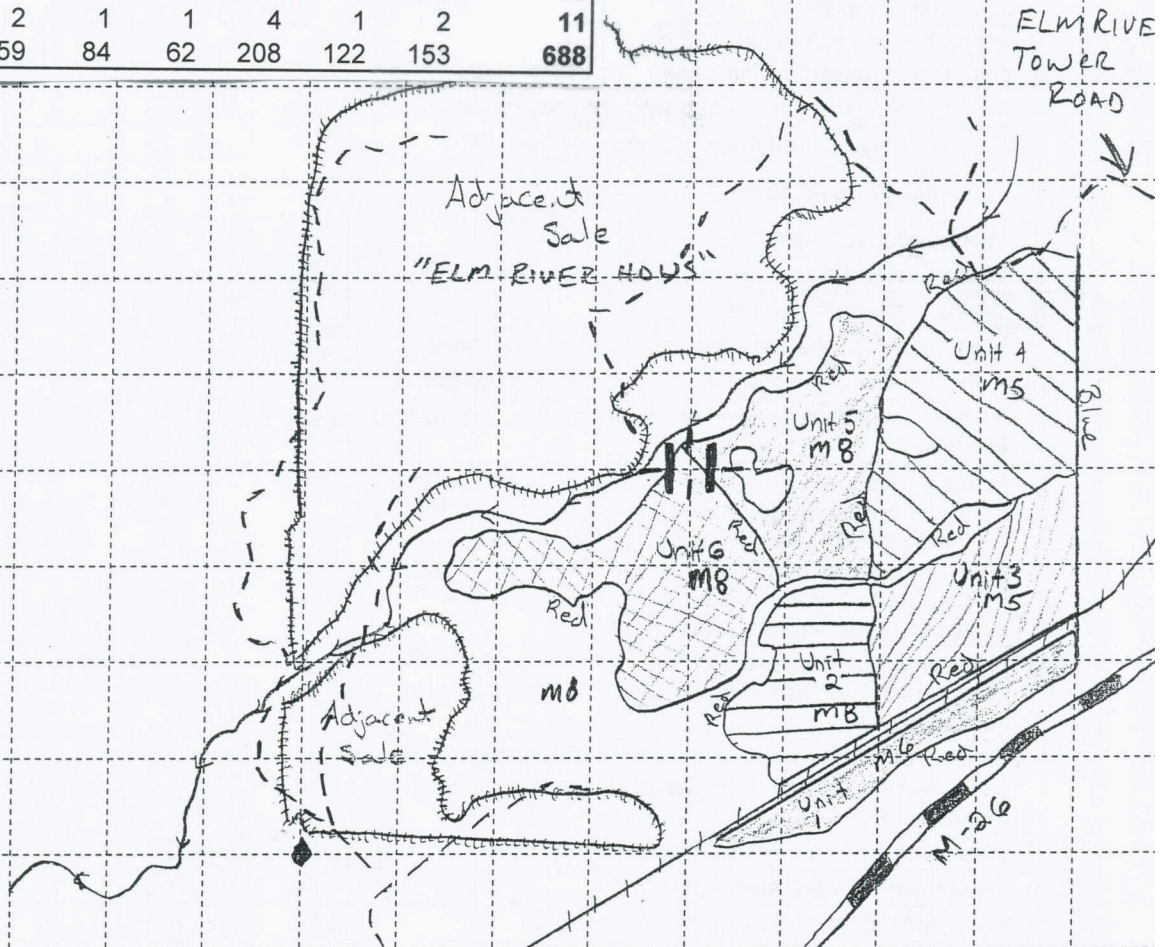 2 1 1 4 1 2 11
59 84 62 208 122 153 688
ELM RIVE
TOWER
ROAD
Adjacent
Sale
"ELM RIVER HDWS"
Red
Unit 4
M5
Blue
Red
Unit 5
M8
Red
Red
Red
Unit 6
M8
Unit 3
M5
Red
Red
Unit
2
M8
Red
m8
Adjacent
Sale
M6 Red
Unit
1
M-26